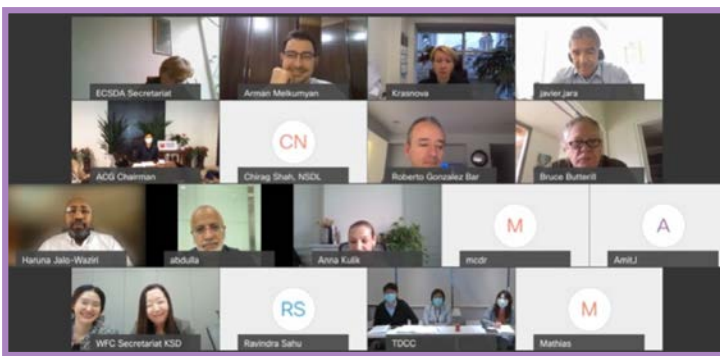 ECSDA Secretariat
Arman Melkumyan
Krasnova
javier.jara
ACG Chairman
CN
Chirag Shah, NSDL
Roberto Gonzalez Bar
Bruce Butterill
Haruna Jalo-Waziri
abdulla
Anna Kulik
M
mcdr
A
AmitJ
WFC Secretariat KSD
RS
Ravindra Sahu
TDCC
M
Mathias